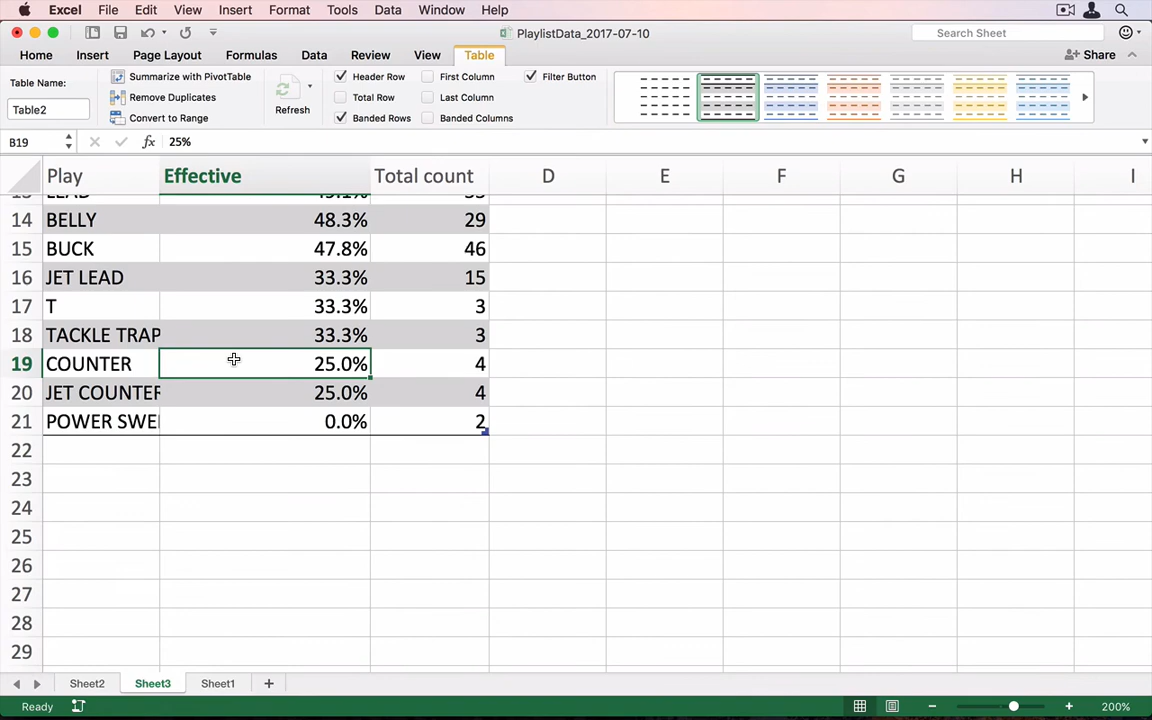 Excel File Edit View Insert Format Tools Data Window Help
PlaylistData_2017-07-10
Search Sheet
Home Insert Page Layout Formulas Data Review View Table
Share
Table Name:
Table2
Summarize with PivotTable
Remove Duplicates
Convert to Range
Refresh
Header Row First Column Filter Button
Total Row Last Column
Banded Rows Banded Columns
B19 fx 25%
Play Effective Total count D E F G H I
14 BELLY 48.3% 29
15 BUCK 47.8% 46
16 JET LEAD 33.3% 15
17 T 33.3% 3
18 TACKLE TRAP 33.3% 3
19 COUNTER 25.0% 4
20 JET COUNTER 25.0% 4
21 POWER SWE 0.0% 2
22
23
24
25
26
27
28
29
Sheet2 Sheet3 Sheet1
Ready
200%